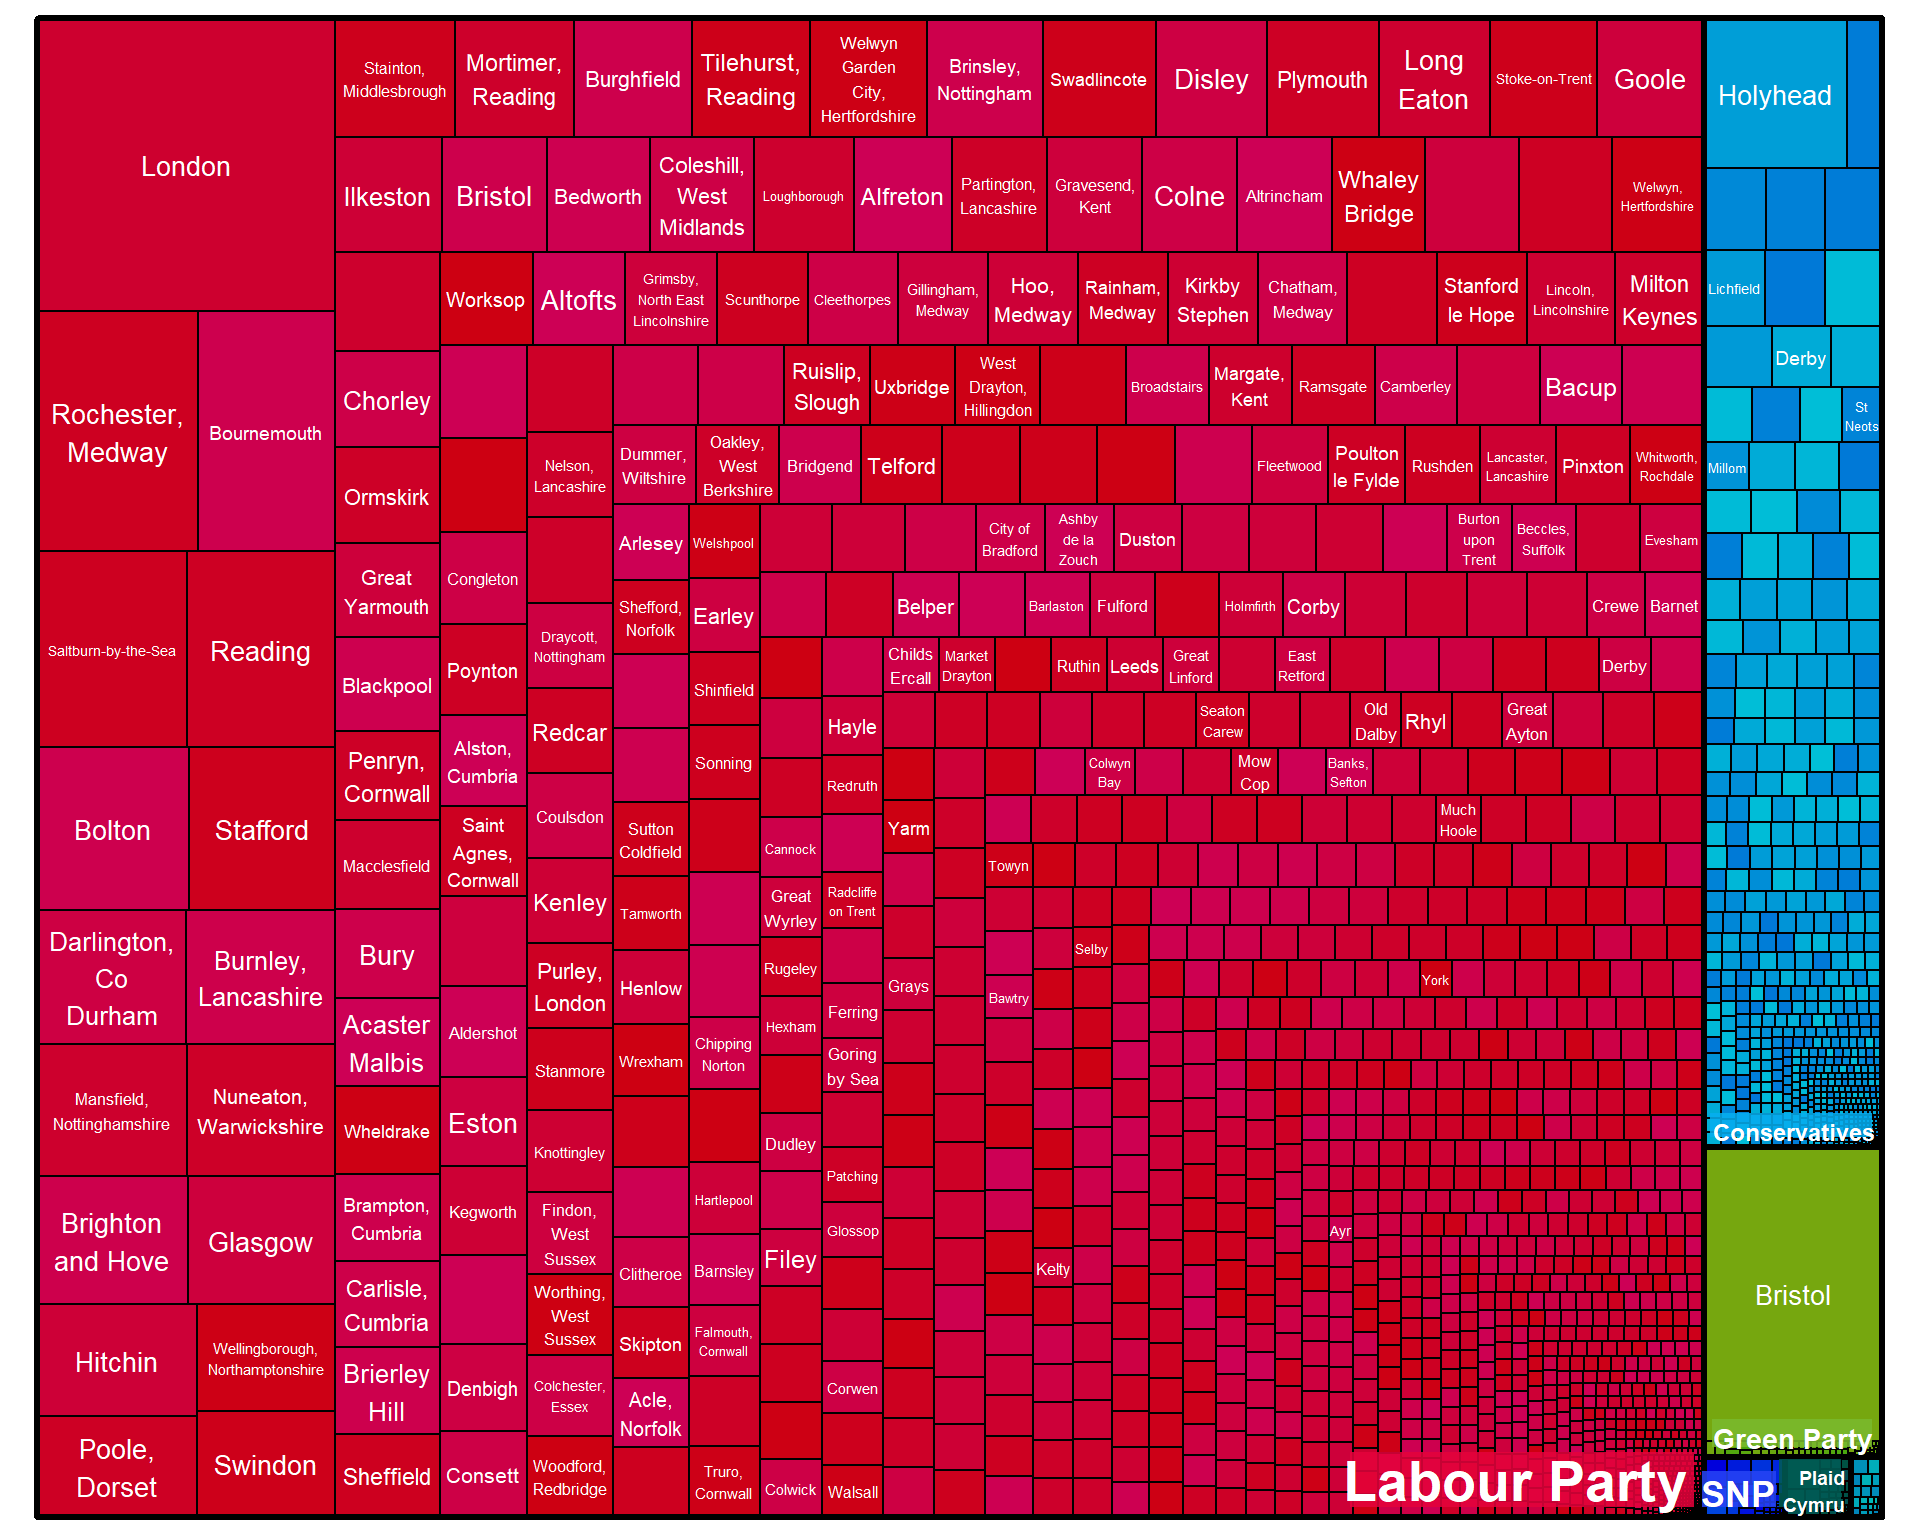 London
Rochester,
Medway
Bournemouth
Saltburn-by-the-Sea
Reading
Bolton
Stafford
Darlington,
Co
Durham
Burnley,
Lancashire
Mansfield,
Nottinghamshire
Nuneaton,
Warwickshire
Brighton
and Hove
Glasgow
Hitchin
Wellingborough,
Northamptonshire
Poole,
Dorset
Swindon
Stainton,
Middlesbrough
Mortimer,
Reading
Burghfield
Tilehurst,
Reading
Welwyn
Garden
City,
Hertfordshire
Brinsley,
Nottingham
Swadlincote
Disley
Plymouth
Long
Eaton
Stoke-on-Trent
Goole
Ilkeston
Bristol
Bedworth
Coleshill,
West
Midlands
Loughborough
Alfreton
Partington,
Lancashire
Gravesend,
Kent
Colne
Altrincham
Whaley
Bridge
Welwyn,
Hertfordshire
Worksop
Altofts
Grimsby,
North East
Lincolnshire
Scunthorpe
Cleethorpes
Gillingham,
Medway
Hoo,
Medway
Rainham,
Medway
Kirkby
Stephen
Chatham,
Medway
Stanford
le Hope
Lincoln,
Lincolnshire
Milton
Keynes
Chorley
Ormskirk
Great
Yarmouth
Blackpool
Penryn,
Cornwall
Macclesfield
Bury
Acaster
Malbis
Wheldrake
Brampton,
Cumbria
Carlisle,
Cumbria
Brierley
Hill
Sheffield
Congleton
Poynton
Alston,
Cumbria
Saint
Agnes,
Cornwall
Aldershot
Eston
Kegworth
Denbigh
Consett
Nelson,
Lancashire
Draycott,
Nottingham
Redcar
Coulsdon
Kenley
Purley,
London
Stanmore
Knottingley
Findon,
West
Sussex
Worthing,
West
Sussex
Colchester,
Essex
Woodford,
Redbridge
Ruislip,
Slough
Uxbridge
West
Drayton,
Hillingdon
Broadstairs
Margate,
Kent
Ramsgate
Camberley
Bacup
Dummer,
Wiltshire
Oakley,
West
Berkshire
Bridgend
Telford
Fleetwood
Poulton
le Fylde
Rushden
Lancaster,
Lancashire
Pinxton
Whitworth,
Rochdale
Arlesey
Shefford,
Norfolk
Sutton
Coldfield
Tamworth
Henlow
Wrexham
Clitheroe
Skipton
Acle,
Norfolk
Welshpool
Earley
Shinfield
Sonning
Chipping
Norton
Hartlepool
Barnsley
Falmouth,
Cornwall
Truro,
Cornwall
City of
Bradford
Ashby
de la
Zouch
Duston
Burton
upon
Trent
Beccles,
Suffolk
Evesham
Belper
Barlaston
Fulford
Holmfirth
Corby
Crewe
Barnet
Cannock
Great
Wyrley
Rugeley
Hexham
Dudley
Filey
Colwick
Hayle
Redruth
Radcliffe
on Trent
Ferring
Goring
by Sea
Patching
Glossop
Corwen
Walsall
Childs
Ercall
Market
Drayton
Ruthin
Leeds
Great
Linford
East
Retford
Derby
Seaton
Carew
Old
Dalby
Rhyl
Great
Ayton
Yarm
Grays
Colwyn
Bay
Mow
Cop
Banks,
Sefton
Much
Hoole
Towyn
Bawtry
Selby
York
Kelty
Ayr
Labour Party
Holyhead
Lichfield
Derby
St
Neots
Millom
Conservatives
Bristol
Green Party
SNP
Plaid
Cymru